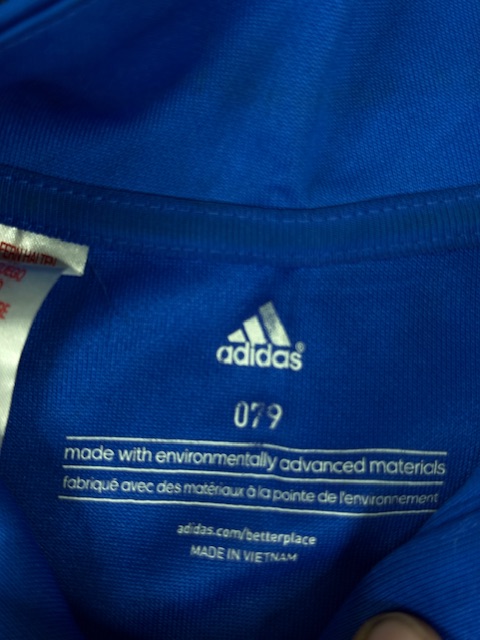 FERNHALTEN
adidas®
079
made with environmentally advanced materials
fabriqué avec des matériaux à la pointe de l'environnement
adidas.com/betterplace
MADE IN VIETNAM